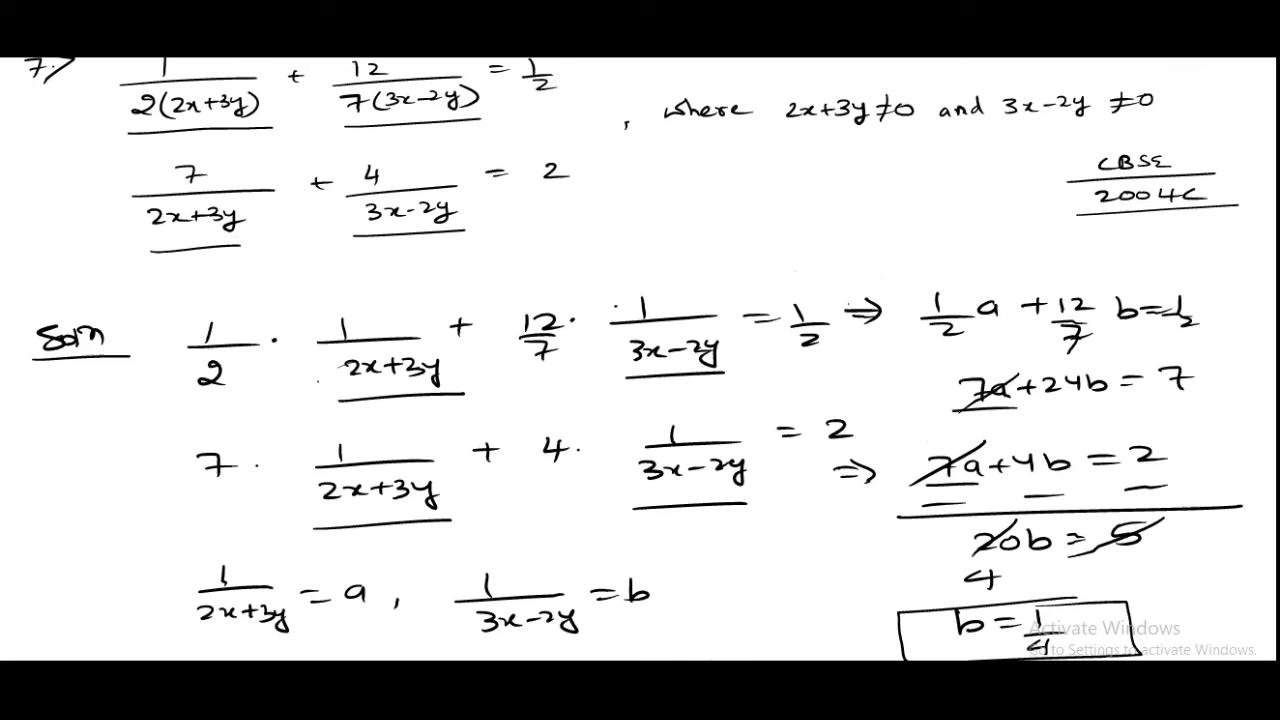 7.) 1/2(2x+3y) + 12/7(3x-2y) = 1/2
, where 2x+3y≠0 and 3x-2y≠0
7/2x+3y + 4/3x-2y = 2
CBSE
2004C
Soln 1/2 · 1/2x+3y + 12/7 · 1/3x-2y = 1/2 ⇒ 1/2 a + 12/7 b = 1/2
7a + 24b = 7
7 · 1/2x+3y + 4 · 1/3x-2y = 2 ⇒ 7a + 4b = 2
— — —
20b = 5
4
1/2x+3y = a , 1/3x-2y = b
b = 1/4
Activate Windows
Go to Settings to activate Windows.